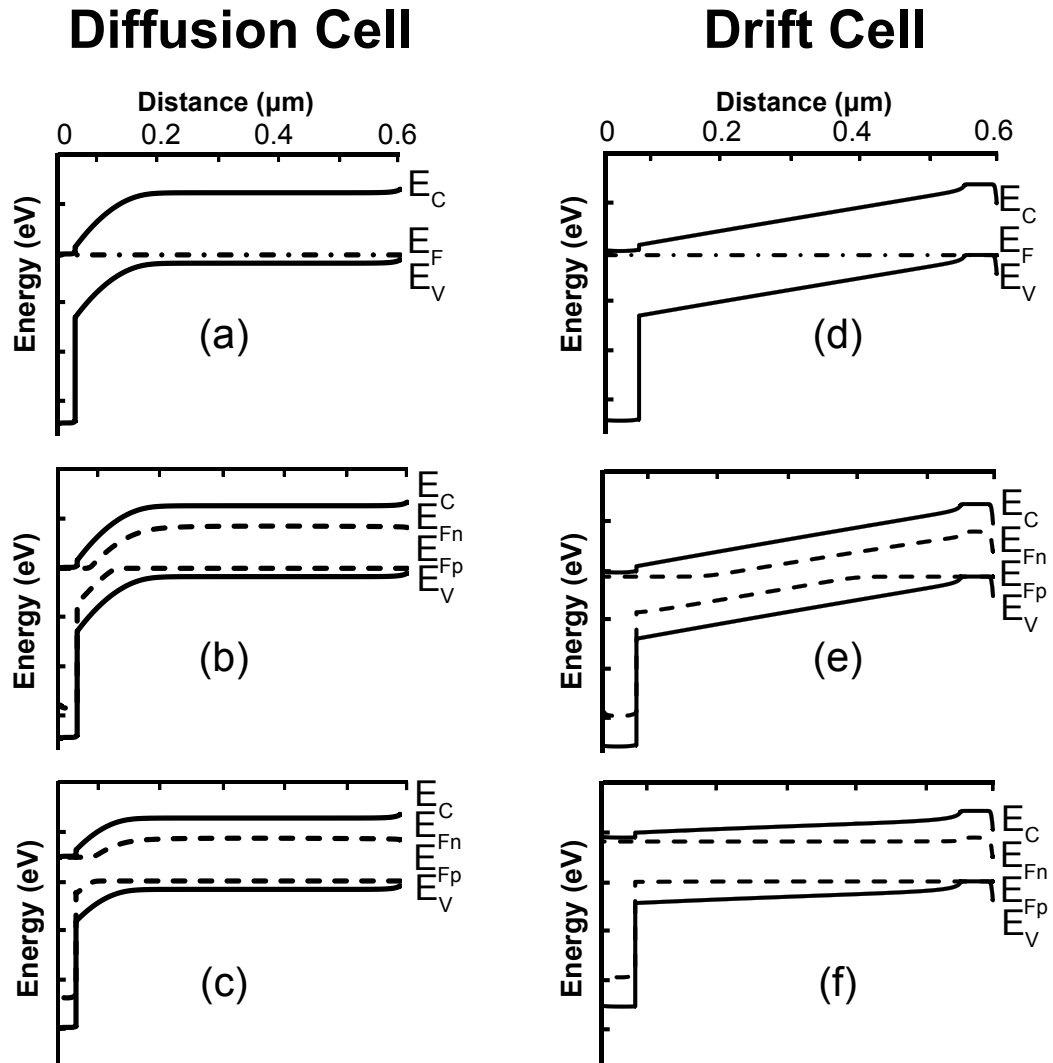 Diffusion Cell
Drift Cell
Distance (µm)
0 0.2 0.4 0.6
Energy (eV)
E_C
E_F
E_V
(a)
Energy (eV)
E_C
E_Fn
E_Fp
E_V
(b)
Energy (eV)
E_C
E_Fn
E_Fp
E_V
(c)
Distance (µm)
0 0.2 0.4 0.6
Energy (eV)
E_C
E_F
E_V
(d)
Energy (eV)
E_C
E_Fn
E_Fp
E_V
(e)
Energy (eV)
E_C
E_Fn
E_Fp
E_V
(f)